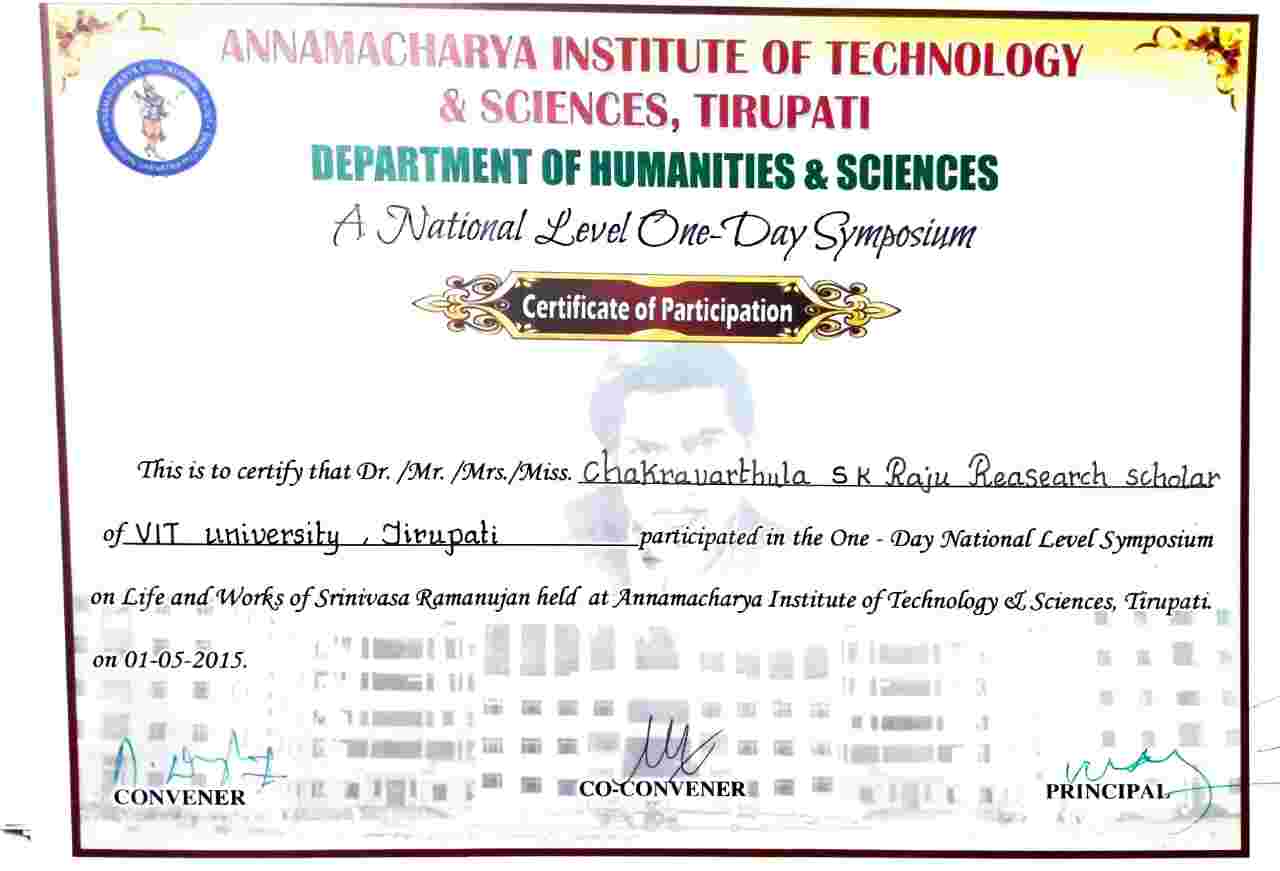 ANNAMACHARYA INSTITUTE OF TECHNOLOGY
& SCIENCES, TIRUPATI
DEPARTMENT OF HUMANITIES & SCIENCES
A National Level One-Day Symposium
Certificate of Participation
This is to certify that Dr. /Mr. /Mrs./Miss. Chakravarthula S K Raju Reasearch scholar
of VIT university , Tirupati participated in the One - Day National Level Symposium
on Life and Works of Srinivasa Ramanujan held at Annamacharya Institute of Technology & Sciences, Tirupati.
on 01-05-2015.
CONVENER
CO-CONVENER
PRINCIPAL